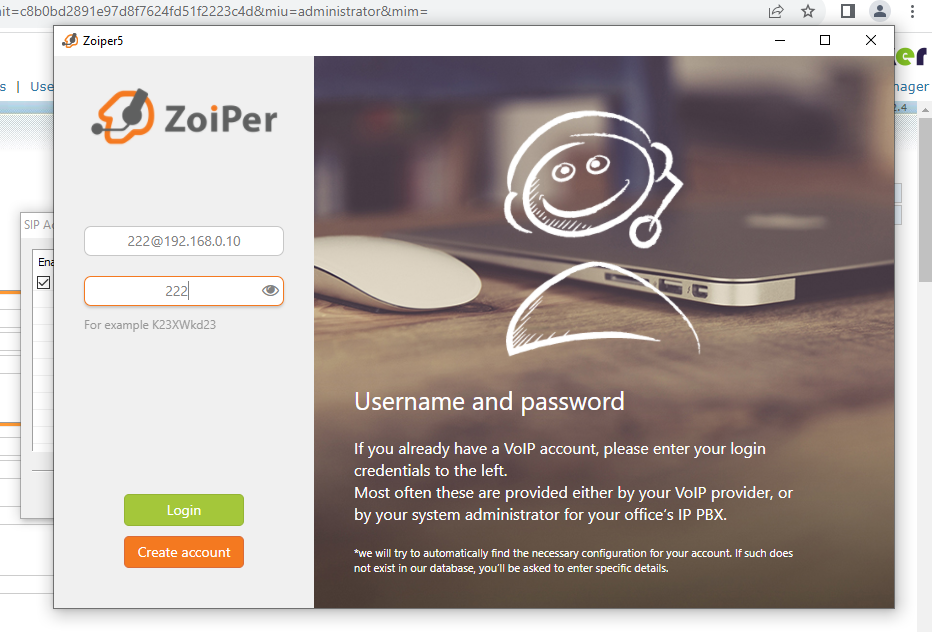 nit=c8b0bd2891e97d8f7624fd51f2223c4d&miu=administrator&mim=
Zoiper5
er
s | Use
nager
2.4
ZoiPer
SIP Ac
222@192.168.0.10
Ena
222
For example K23XWkd23
Username and password
If you already have a VoIP account, please enter your login
credentials to the left.
Most often these are provided either by your VoIP provider, or
by your system administrator for your office's IP PBX.
Login
Create account
*we will try to automatically find the necessary configuration for your account. If such does
not exist in our database, you'll be asked to enter specific details.